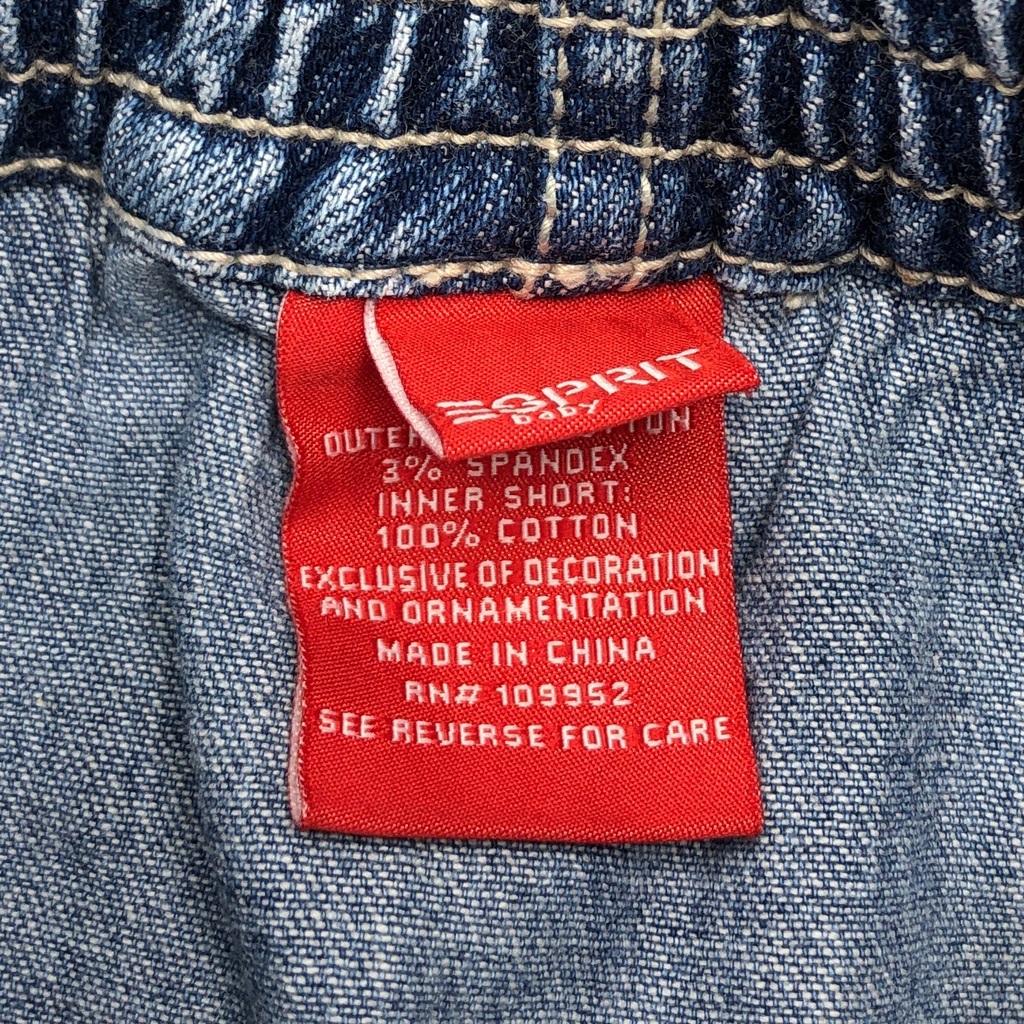 ESPRIT
baby
OUTER
3% SPANDEX
INNER SHORT:
100% COTTON
EXCLUSIVE OF DECORATION
AND ORNAMENTATION
MADE IN CHINA
RN# 109952
SEE REVERSE FOR CARE